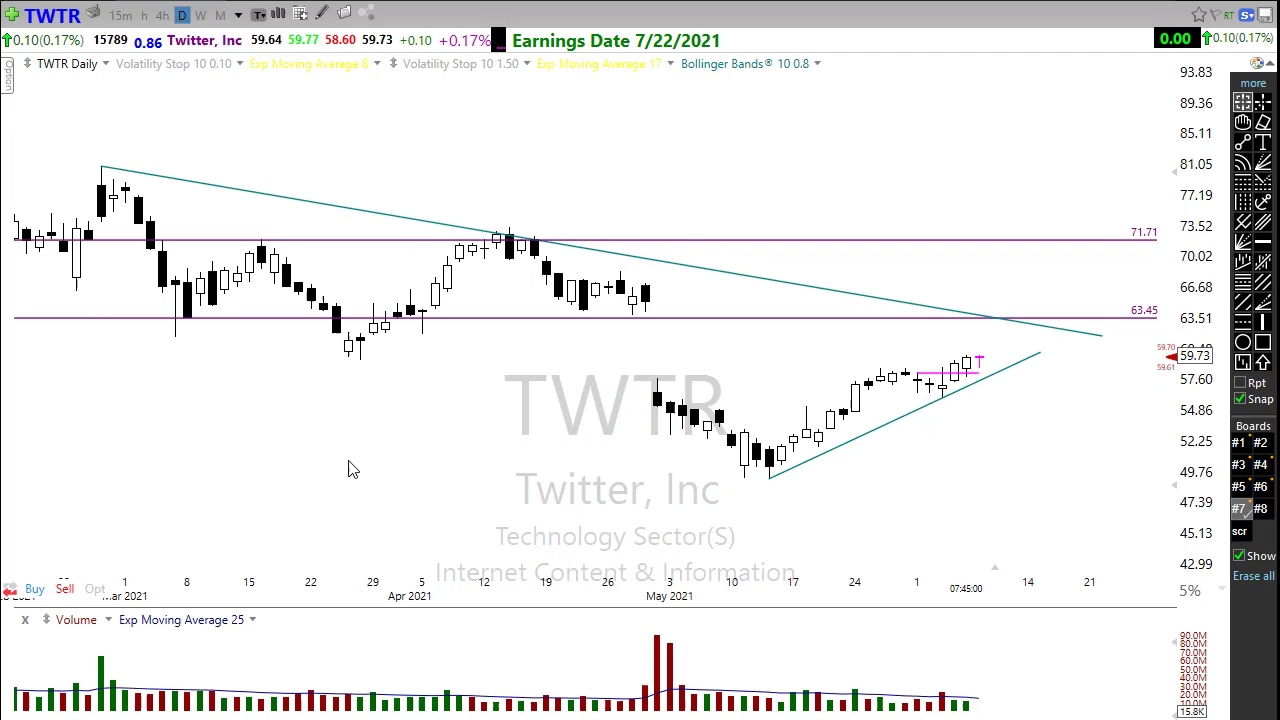 TWTR 15m h 4h D W M T
RT S
0.10(0.17%) 15789 0.86 Twitter, Inc 59.64 59.77 58.60 59.73 +0.10 +0.17% Earnings Date 7/22/2021 0.00 0.10(0.17%)
Option
TWTR Daily Volatility Stop 10 0.10 Exp Moving Average 8 Volatility Stop 10 1.50 Exp Moving Average 17 Bollinger Bands® 10 0.8
93.83
89.36
85.11
81.05
77.19
73.52
71.71
70.02
66.68
63.45
63.51
59.70
59.73
59.61
57.60
54.86
52.25
49.76
47.39
45.13
42.99
TWTR
Twitter, Inc
Technology Sector(S)
Internet Content & Information
more
T
Rpt
Snap
Boards
#1 #2
#3 #4
#5 #6
#7 #8
scr
Show
Erase all
1 8 15 22 29 5 12 19 26 3 10 17 24 1 14 21
Buy Sell Opt
Mar 2021 Apr 2021 May 2021 07:45:00
5%
x Volume Exp Moving Average 25
90.0M
80.0M
70.0M
60.0M
50.0M
40.0M
30.0M
20.0M
10.0M
15.8K